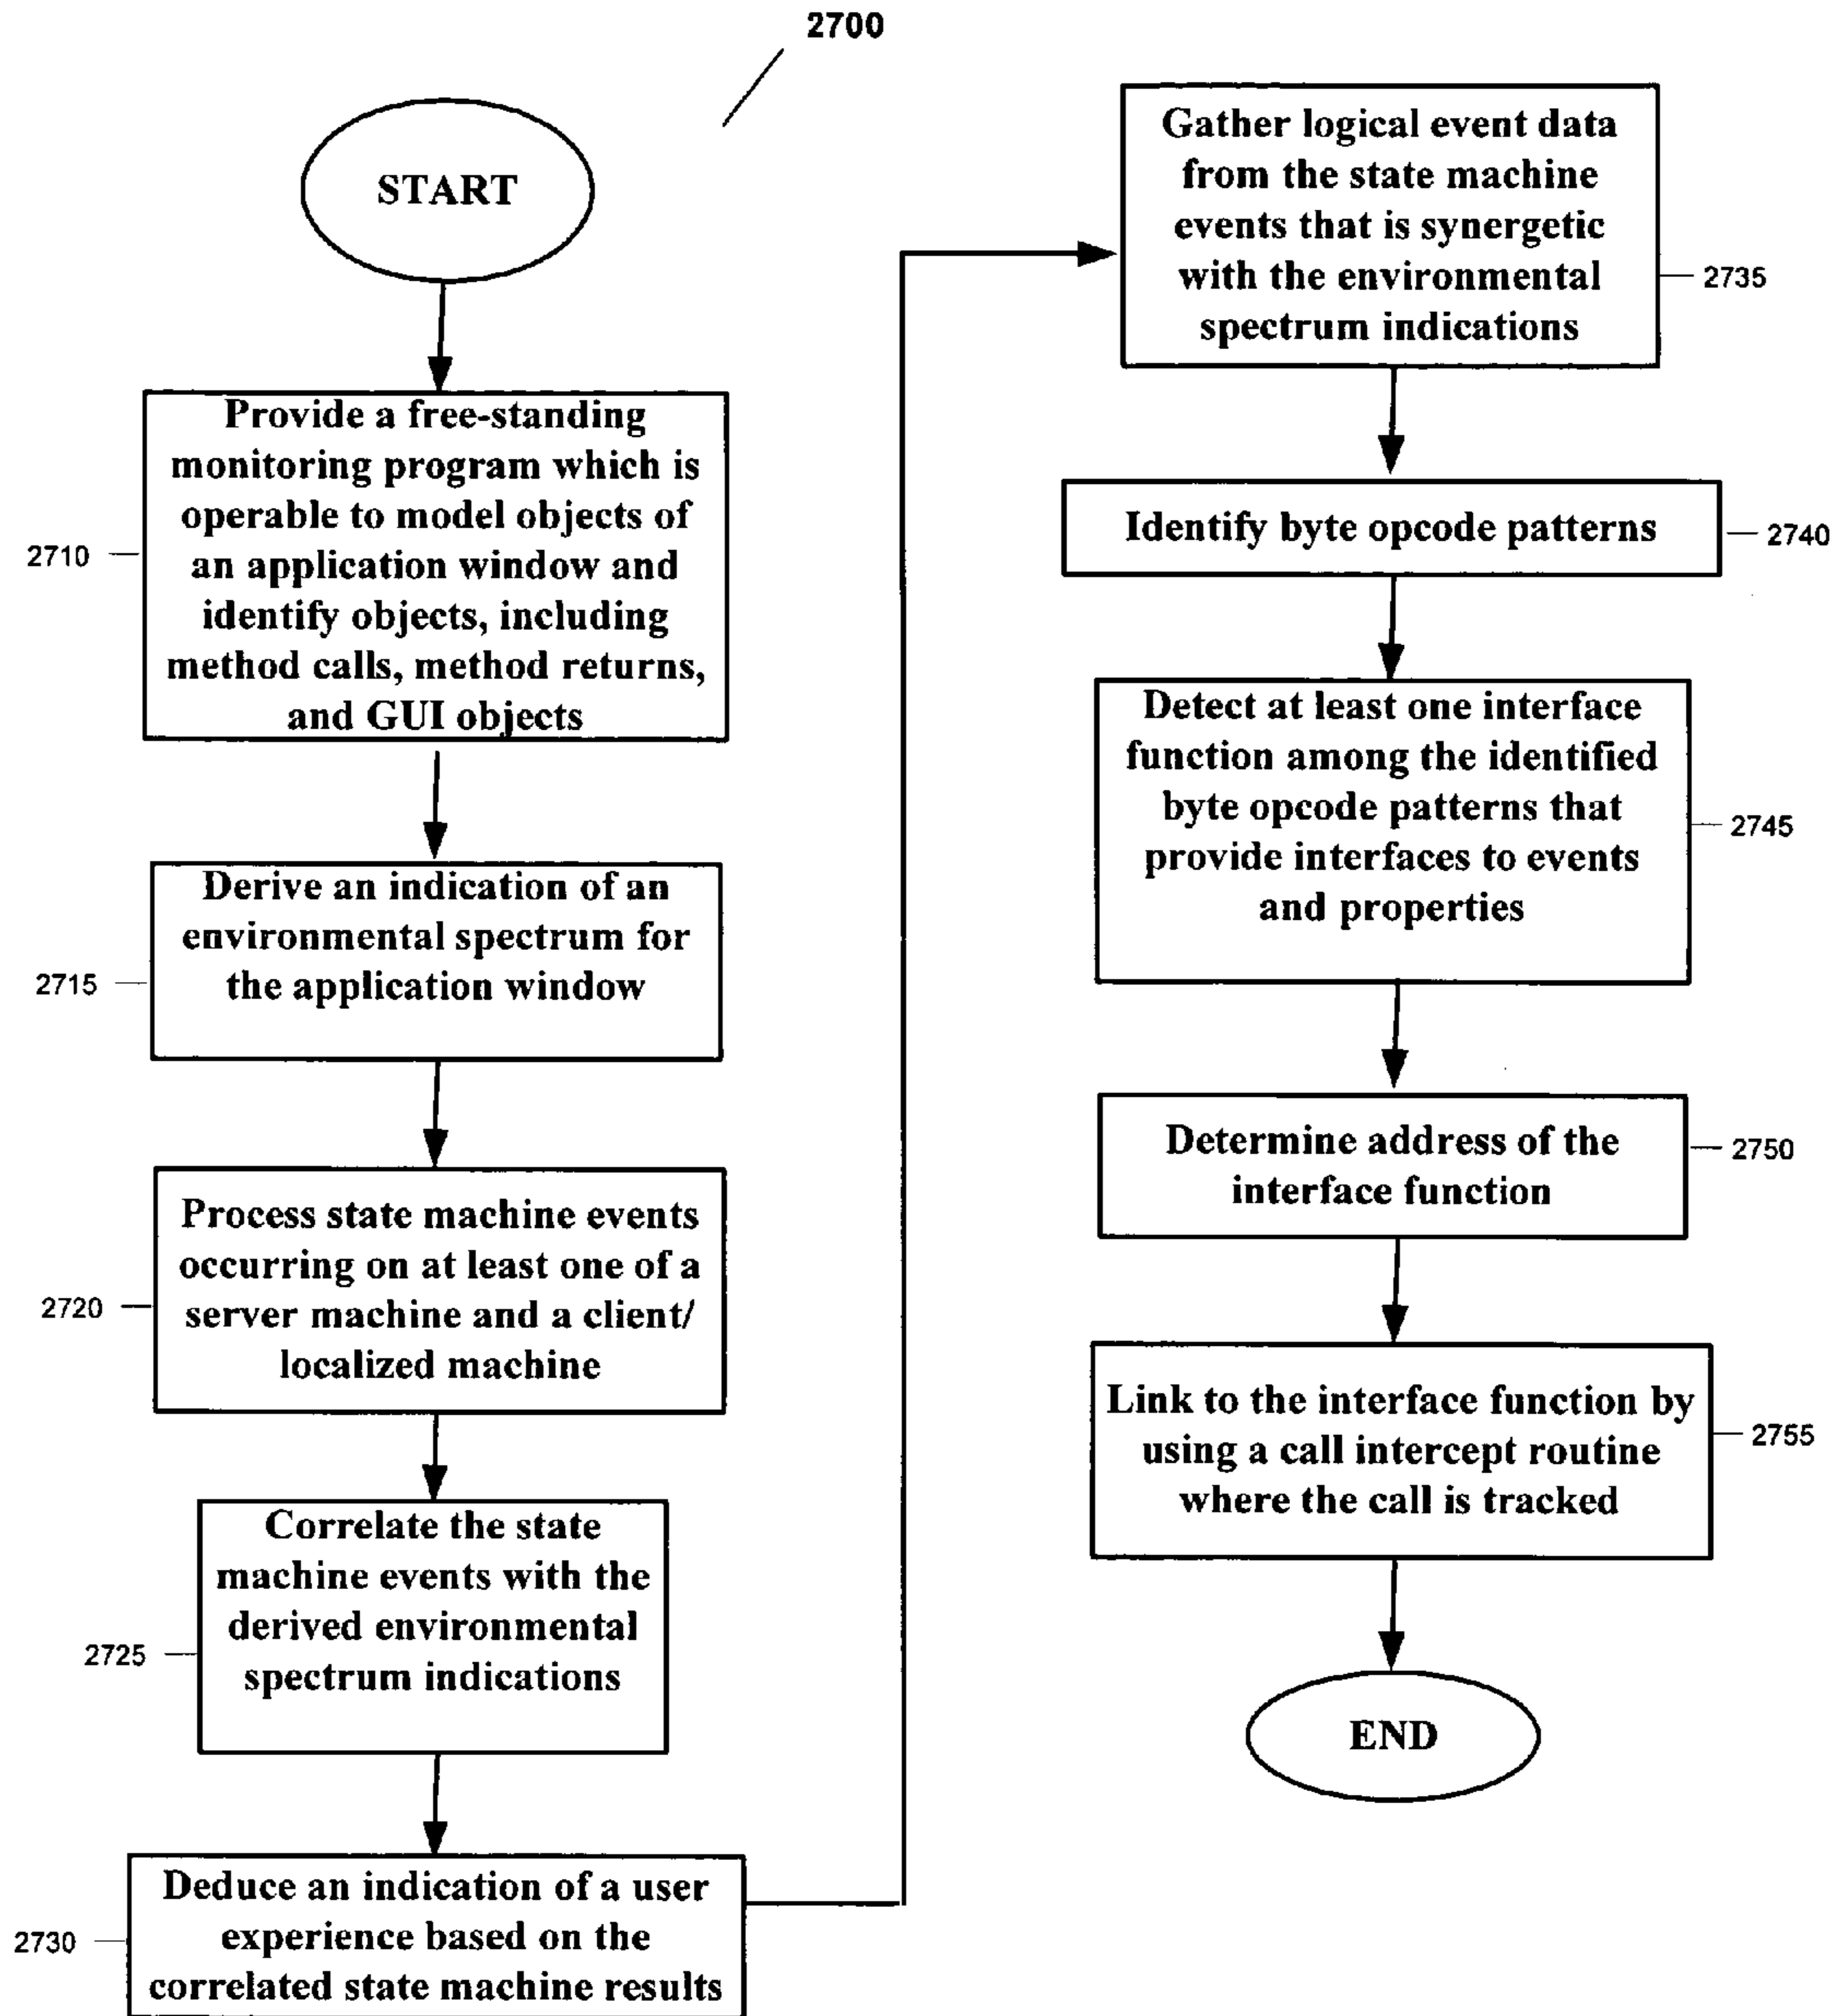 2700
START
2710
Provide a free-standing
monitoring program which is
operable to model objects of
an application window and
identify objects, including
method calls, method returns,
and GUI objects
2715
Derive an indication of an
environmental spectrum for
the application window
2720
Process state machine events
occurring on at least one of a
server machine and a client/
localized machine
2725
Correlate the state
machine events with the
derived environmental
spectrum indications
2730
Deduce an indication of a user
experience based on the
correlated state machine results
Gather logical event data
from the state machine
events that is synergetic
with the environmental
spectrum indications
2735
Identify byte opcode patterns
2740
Detect at least one interface
function among the identified
byte opcode patterns that
provide interfaces to events
and properties
2745
Determine address of the
interface function
2750
Link to the interface function by
using a call intercept routine
where the call is tracked
2755
END